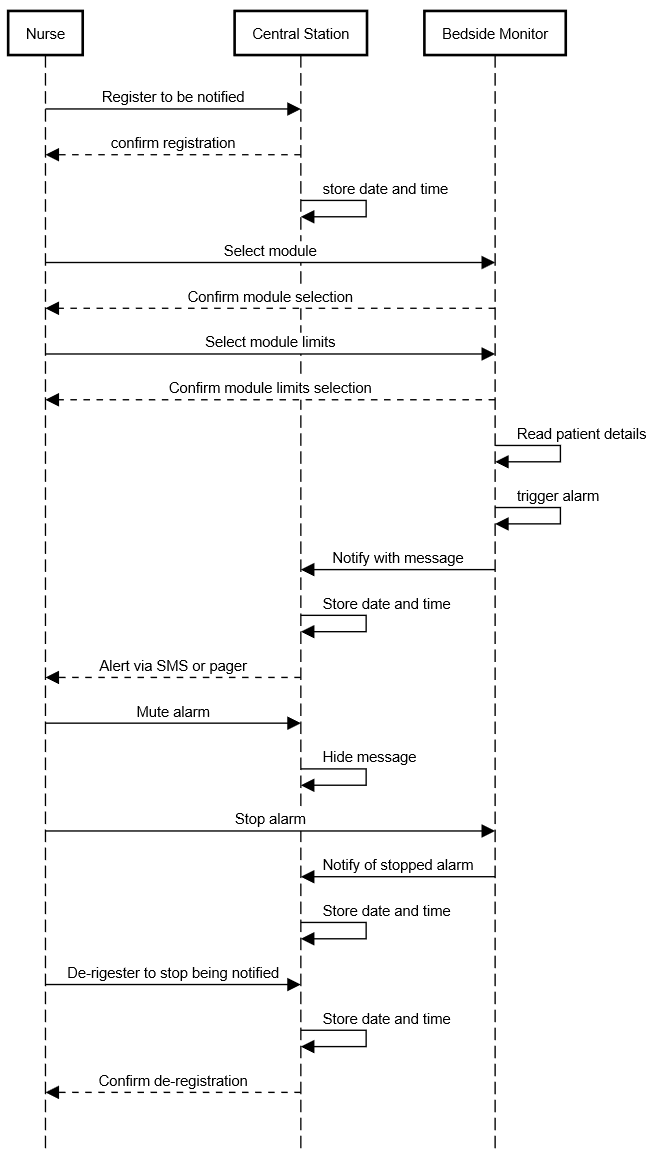 Nurse
Central Station
Bedside Monitor
Register to be notified
confirm registration
store date and time
Select module
Confirm module selection
Select module limits
Confirm module limits selection
Read patient details
trigger alarm
Notify with message
Store date and time
Alert via SMS or pager
Mute alarm
Hide message
Stop alarm
Notify of stopped alarm
Store date and time
De-rigester to stop being notified
Store date and time
Confirm de-registration